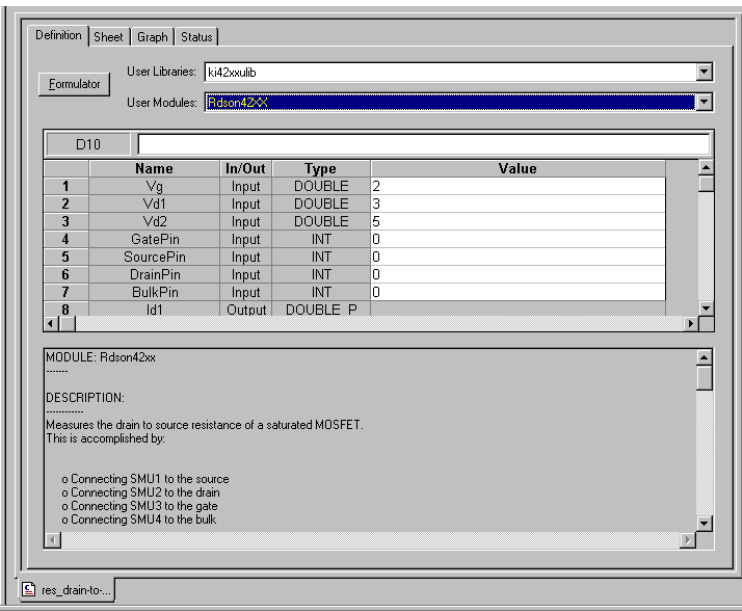 Definition Sheet Graph Status
User Libraries: ki42xxulib
Formulator
User Modules: Rdson42XX
D10
Name In/Out Type Value
1 Vg Input DOUBLE 2
2 Vd1 Input DOUBLE 3
3 Vd2 Input DOUBLE 5
4 GatePin Input INT 0
5 SourcePin Input INT 0
6 DrainPin Input INT 0
7 BulkPin Input INT 0
8 Id1 Output DOUBLE_P
MODULE: Rdson42xx
-------
DESCRIPTION:
------------
Measures the drain to source resistance of a saturated MOSFET.
This is accomplished by:
o Connecting SMU1 to the source
o Connecting SMU2 to the drain
o Connecting SMU3 to the gate
o Connecting SMU4 to the bulk
res_drain-to-...